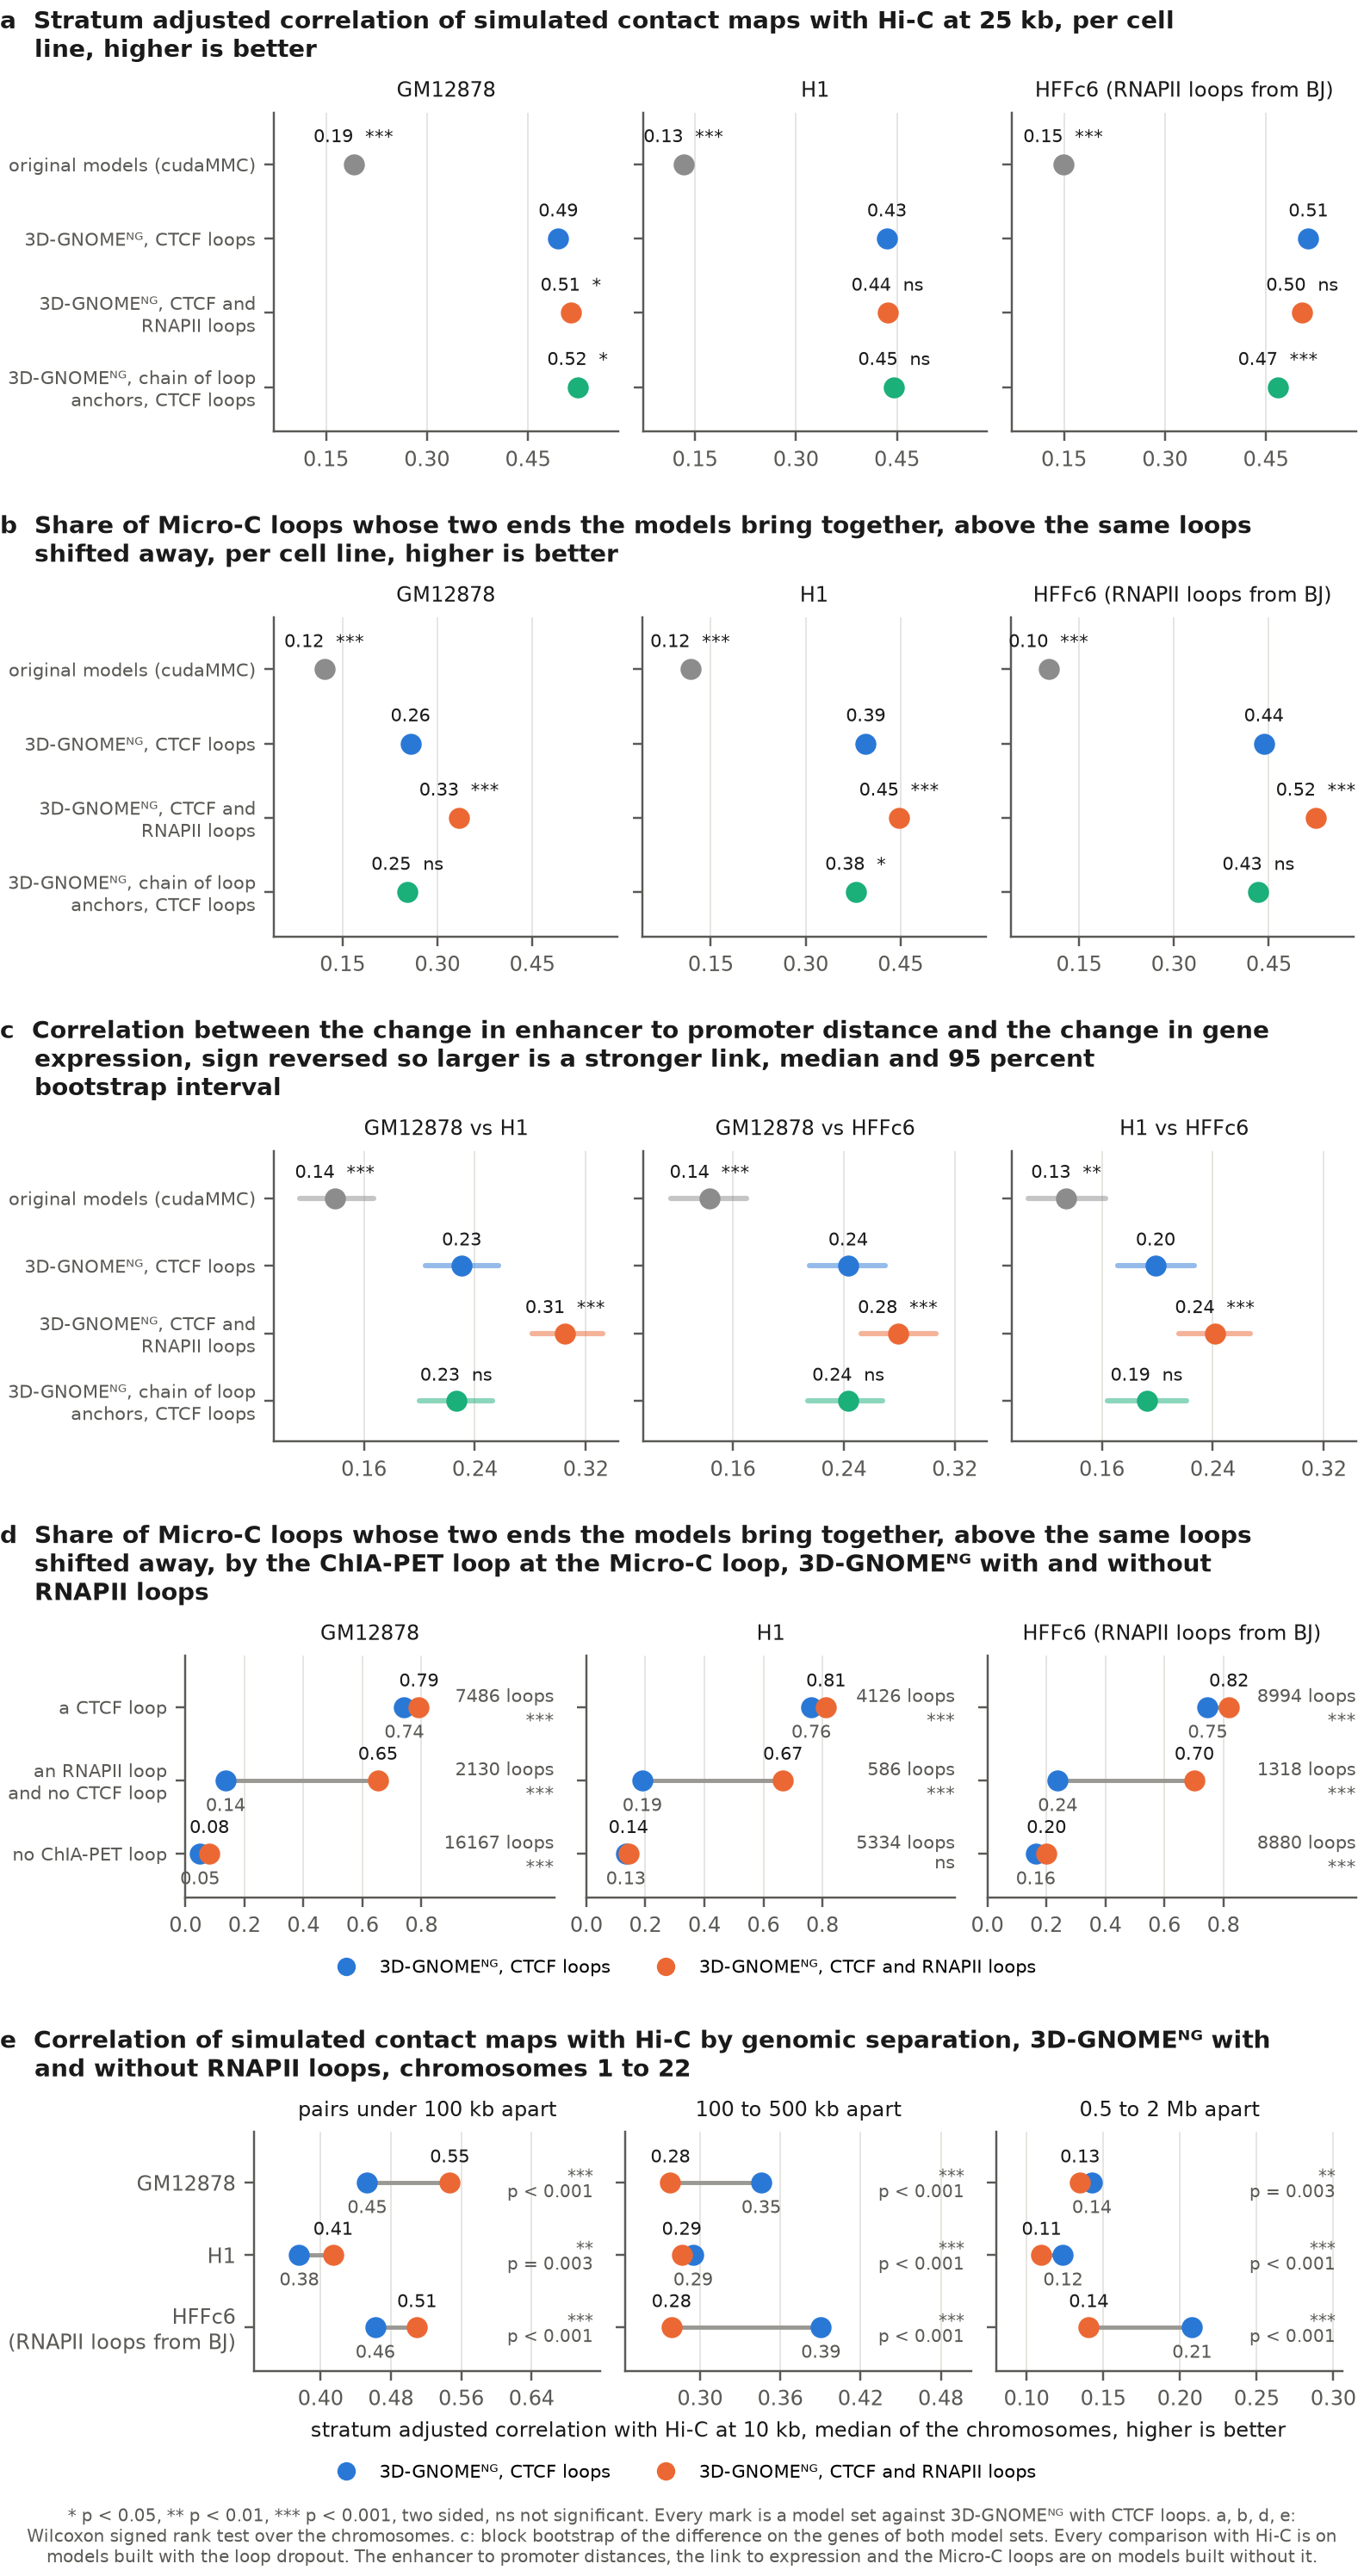 a Stratum adjusted correlation of simulated contact maps with Hi-C at 25 kb, per cell
line, higher is better
GM12878
H1
HFFc6 (RNAPII loops from BJ)
original models (cudaMMC)
0.19 ***
0.13 ***
0.15 ***
3D-GNOMEᴺᴳ, CTCF loops
0.49
0.43
0.51
3D-GNOMEᴺᴳ, CTCF and
RNAPII loops
0.51 *
0.44 ns
0.50 ns
3D-GNOMEᴺᴳ, chain of loop
anchors, CTCF loops
0.52 *
0.45 ns
0.47 ***
0.15 0.30 0.45
0.15 0.30 0.45
0.15 0.30 0.45
b Share of Micro-C loops whose two ends the models bring together, above the same loops
shifted away, per cell line, higher is better
GM12878
H1
HFFc6 (RNAPII loops from BJ)
original models (cudaMMC)
0.12 ***
0.12 ***
0.10 ***
3D-GNOMEᴺᴳ, CTCF loops
0.26
0.39
0.44
3D-GNOMEᴺᴳ, CTCF and
RNAPII loops
0.33 ***
0.45 ***
0.52 ***
3D-GNOMEᴺᴳ, chain of loop
anchors, CTCF loops
0.25 ns
0.38 *
0.43 ns
0.15 0.30 0.45
0.15 0.30 0.45
0.15 0.30 0.45
c Correlation between the change in enhancer to promoter distance and the change in gene
expression, sign reversed so larger is a stronger link, median and 95 percent
bootstrap interval
GM12878 vs H1
GM12878 vs HFFc6
H1 vs HFFc6
original models (cudaMMC)
0.14 ***
0.14 ***
0.13 **
3D-GNOMEᴺᴳ, CTCF loops
0.23
0.24
0.20
3D-GNOMEᴺᴳ, CTCF and
RNAPII loops
0.31 ***
0.28 ***
0.24 ***
3D-GNOMEᴺᴳ, chain of loop
anchors, CTCF loops
0.23 ns
0.24 ns
0.19 ns
0.16 0.24 0.32
0.16 0.24 0.32
0.16 0.24 0.32
d Share of Micro-C loops whose two ends the models bring together, above the same loops
shifted away, by the ChIA-PET loop at the Micro-C loop, 3D-GNOMEᴺᴳ with and without
RNAPII loops
GM12878
H1
HFFc6 (RNAPII loops from BJ)
a CTCF loop
0.79
0.74
7486 loops
***
0.81
0.76
4126 loops
***
0.82
0.75
8994 loops
***
an RNAPII loop
and no CTCF loop
0.65
0.14
2130 loops
***
0.67
0.19
586 loops
***
0.70
0.24
1318 loops
***
no ChIA-PET loop
0.08
0.05
16167 loops
***
0.14
0.13
5334 loops
ns
0.20
0.16
8880 loops
***
0.0 0.2 0.4 0.6 0.8
0.0 0.2 0.4 0.6 0.8
0.0 0.2 0.4 0.6 0.8
3D-GNOMEᴺᴳ, CTCF loops
3D-GNOMEᴺᴳ, CTCF and RNAPII loops
e Correlation of simulated contact maps with Hi-C by genomic separation, 3D-GNOMEᴺᴳ with
and without RNAPII loops, chromosomes 1 to 22
pairs under 100 kb apart
100 to 500 kb apart
0.5 to 2 Mb apart
GM12878
0.55
0.45
***
p < 0.001
0.28
0.35
***
p < 0.001
0.13
0.14
**
p = 0.003
H1
0.41
0.38
**
p = 0.003
0.29
0.29
***
p < 0.001
0.11
0.12
***
p < 0.001
HFFc6
(RNAPII loops from BJ)
0.51
0.46
***
p < 0.001
0.28
0.39
***
p < 0.001
0.14
0.21
***
p < 0.001
0.40 0.48 0.56 0.64
0.30 0.36 0.42 0.48
0.10 0.15 0.20 0.25 0.30
stratum adjusted correlation with Hi-C at 10 kb, median of the chromosomes, higher is better
3D-GNOMEᴺᴳ, CTCF loops
3D-GNOMEᴺᴳ, CTCF and RNAPII loops
* p < 0.05, ** p < 0.01, *** p < 0.001, two sided, ns not significant. Every mark is a model set against 3D-GNOMEᴺᴳ with CTCF loops. a, b, d, e:
Wilcoxon signed rank test over the chromosomes. c: block bootstrap of the difference on the genes of both model sets. Every comparison with Hi-C is on
models built with the loop dropout. The enhancer to promoter distances, the link to expression and the Micro-C loops are on models built without it.